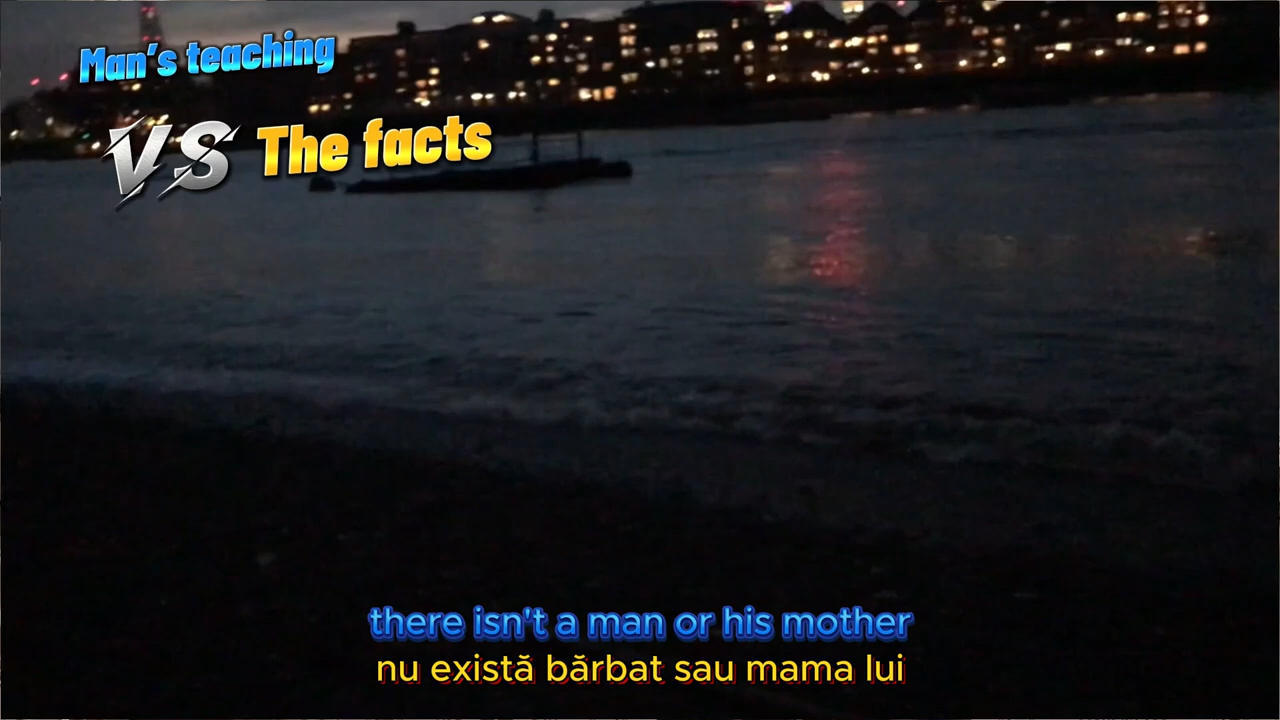 Man's teaching
VS The facts
there isn't a man or his mother
nu există bărbat sau mama lui